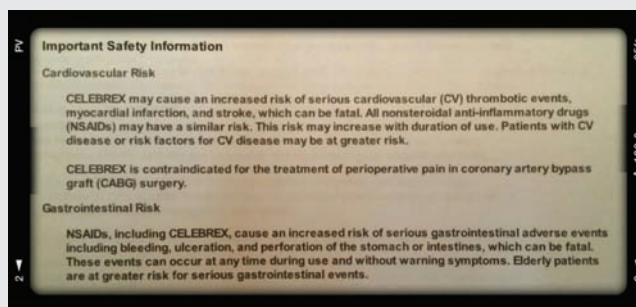 PV
Important Safety Information
Cardiovascular Risk
CELEBREX may cause an increased risk of serious cardiovascular (CV) thrombotic events,
myocardial infarction, and stroke, which can be fatal. All nonsteroidal anti-inflammatory drugs
(NSAIDs) may have a similar risk. This risk may increase with duration of use. Patients with CV
disease or risk factors for CV disease may be at greater risk.
CELEBREX is contraindicated for the treatment of perioperative pain in coronary artery bypass
graft (CABG) surgery.
Gastrointestinal Risk
NSAIDs, including CELEBREX, cause an increased risk of serious gastrointestinal adverse events
including bleeding, ulceration, and perforation of the stomach or intestines, which can be fatal.
These events can occur at any time during use and without warning symptoms. Elderly patients
are at greater risk for serious gastrointestinal events.
2